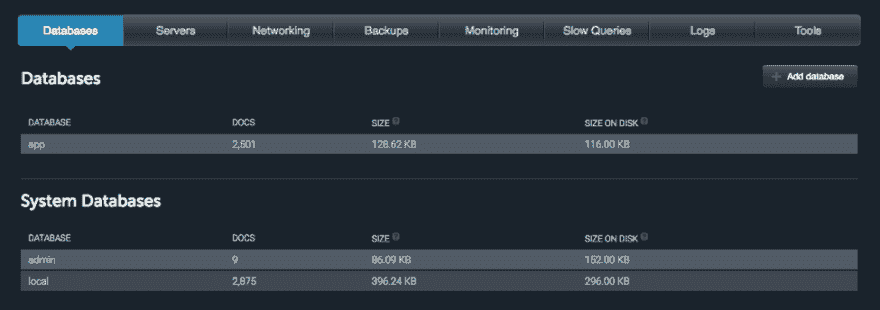 Databases Servers Networking Backups Monitoring Slow Queries Logs Tools
Databases
+ Add database
DATABASE DOCS SIZE ? SIZE ON DISK ?
app 2,501 128.62 KB 116.00 KB
System Databases
DATABASE DOCS SIZE ? SIZE ON DISK ?
admin 9 86.09 KB 152.00 KB
local 2,875 396.24 KB 296.00 KB